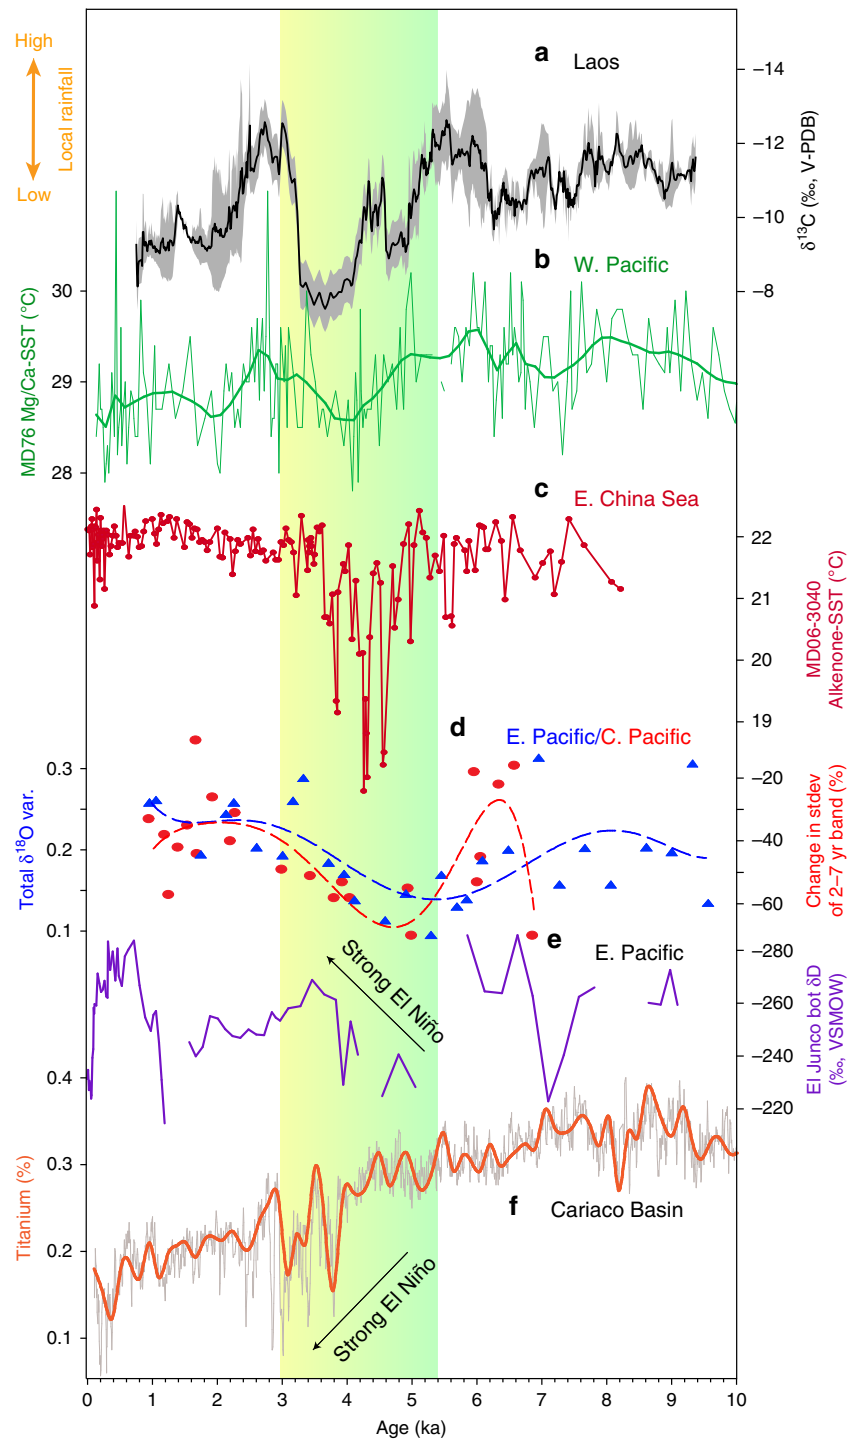 High
Local rainfall
Low
a
Laos
–14
–12
–10
–8
δ13C (‰, V-PDB)
b
W. Pacific
30
29
28
MD76 Mg/Ca-SST (°C)
c
E. China Sea
22
21
20
19
MD06-3040
Alkenone-SST (°C)
d
E. Pacific/C. Pacific
0.3
0.2
0.1
Total δ18O var.
–20
–40
–60
Change in stdev
of 2–7 yr band (%)
e
E. Pacific
Strong El Niño
–280
–260
–240
–220
El Junco bot δD
(‰, VSMOW)
0.4
0.3
0.2
0.1
Titanium (%)
f
Cariaco Basin
Strong El Niño
0 1 2 3 4 5 6 7 8 9 10
Age (ka)